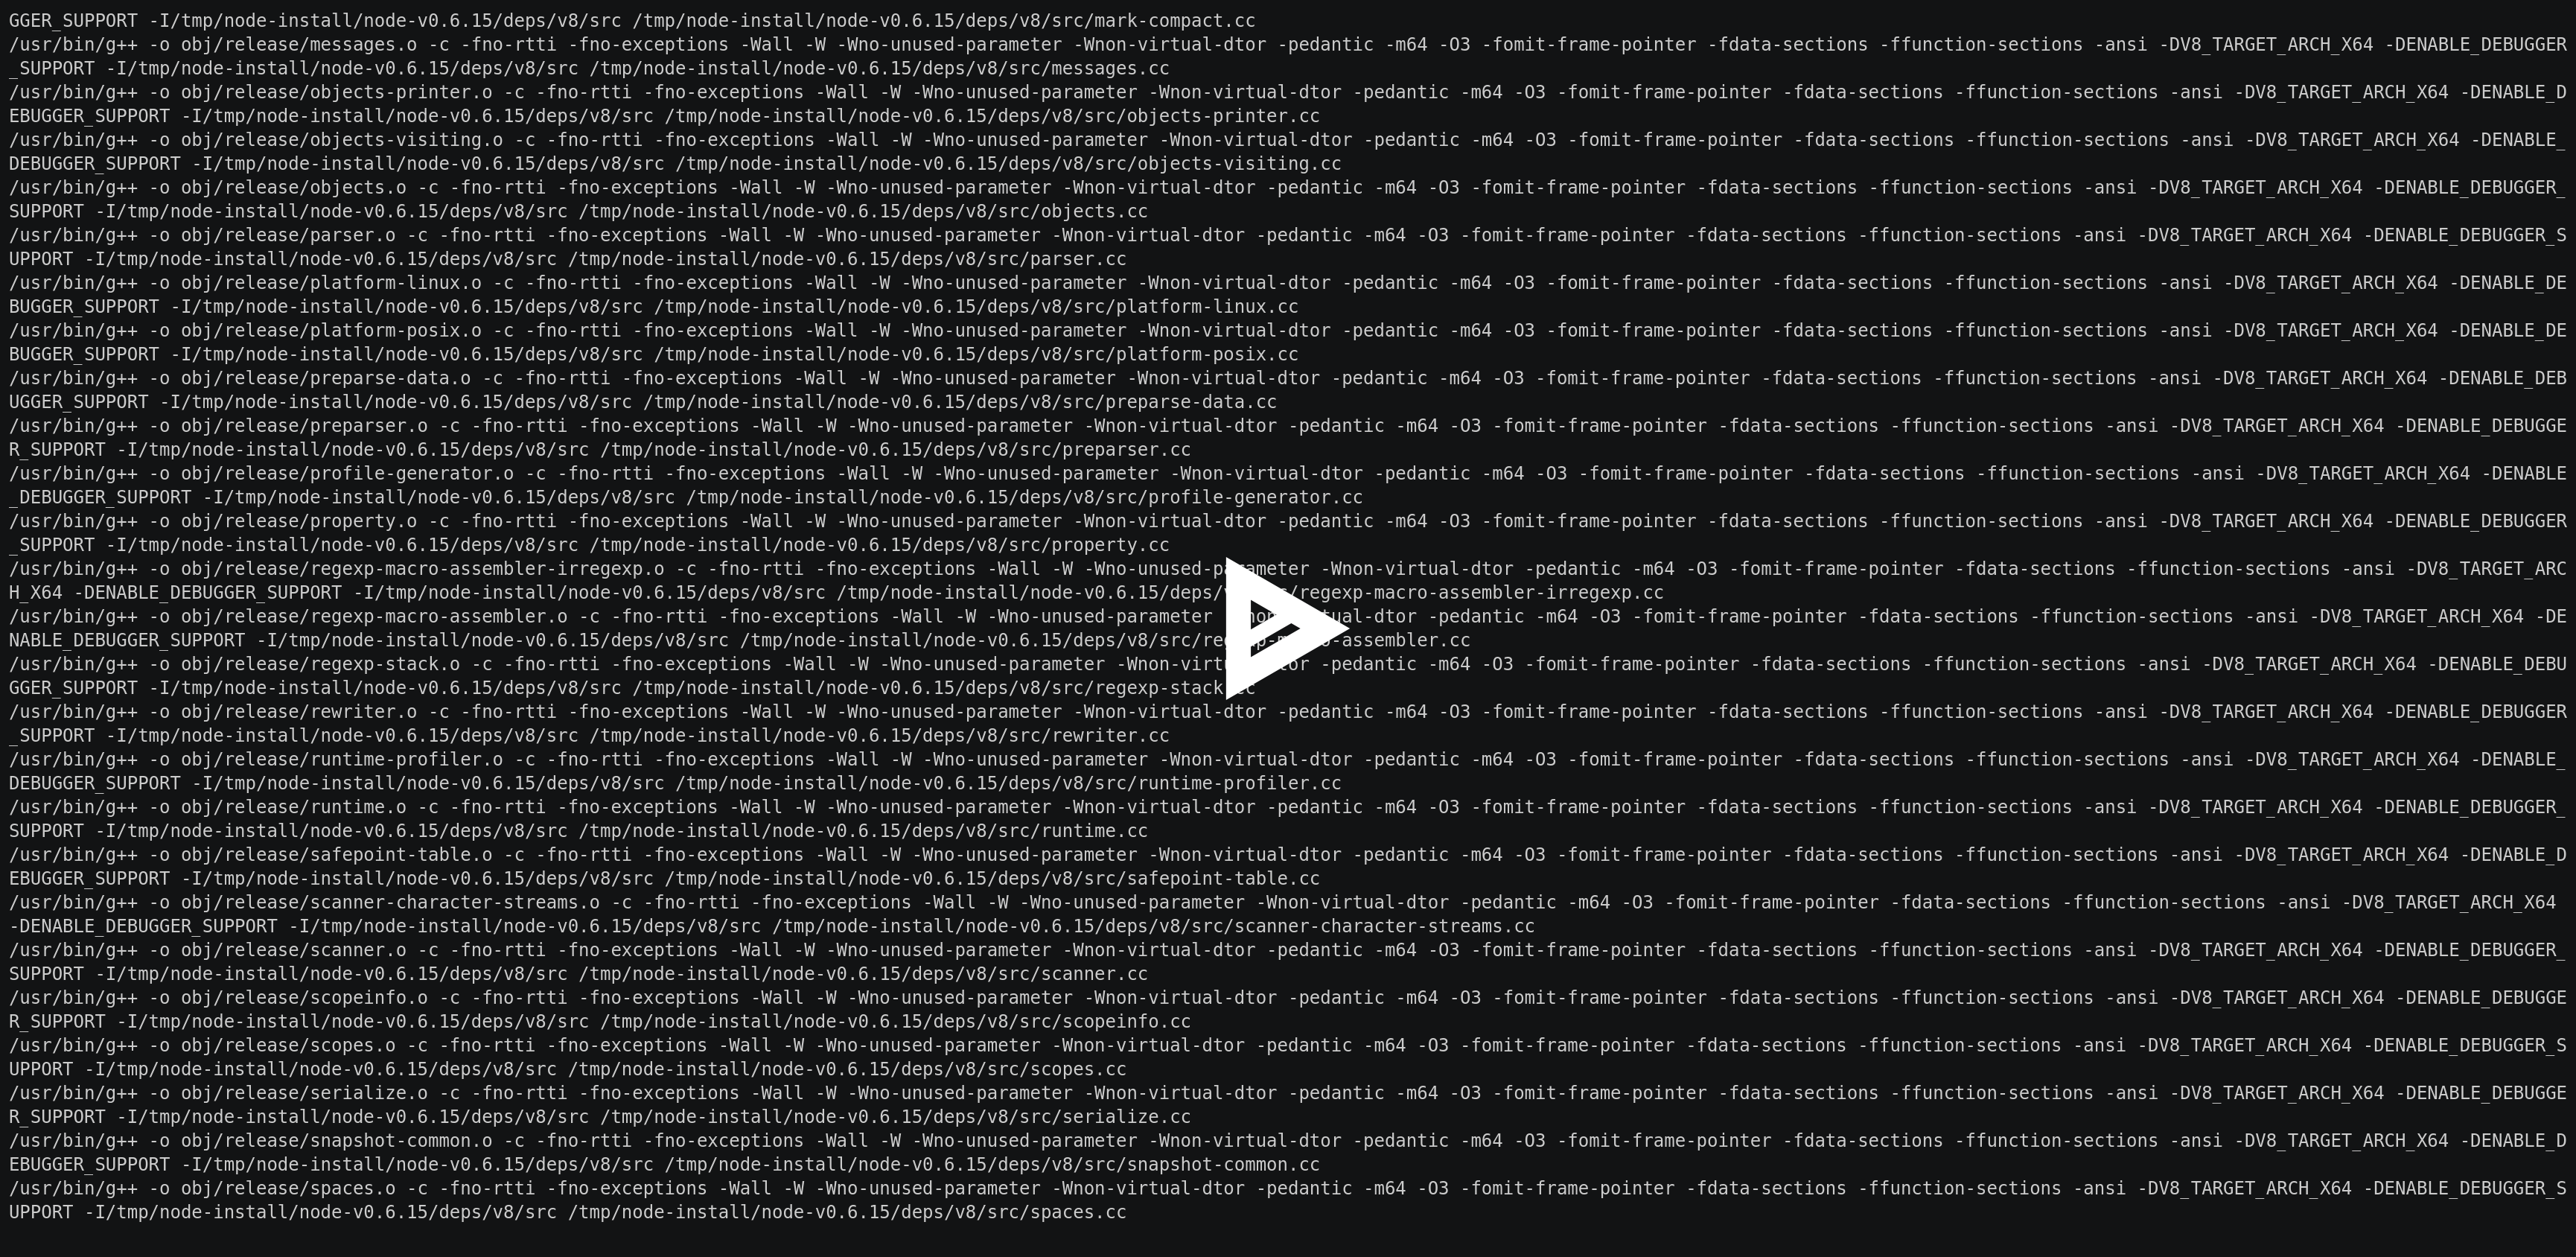 GGER_SUPPORT -I/tmp/node-install/node-v0.6.15/deps/v8/src /tmp/node-install/node-v0.6.15/deps/v8/src/mark-compact.cc
/usr/bin/g++ -o obj/release/messages.o -c -fno-rtti -fno-exceptions -Wall -W -Wno-unused-parameter -Wnon-virtual-dtor -pedantic -m64 -O3 -fomit-frame-pointer -fdata-sections -ffunction-sections -ansi -DV8_TARGET_ARCH_X64 -DENABLE_DEBUGGER
_SUPPORT -I/tmp/node-install/node-v0.6.15/deps/v8/src /tmp/node-install/node-v0.6.15/deps/v8/src/messages.cc
/usr/bin/g++ -o obj/release/objects-printer.o -c -fno-rtti -fno-exceptions -Wall -W -Wno-unused-parameter -Wnon-virtual-dtor -pedantic -m64 -O3 -fomit-frame-pointer -fdata-sections -ffunction-sections -ansi -DV8_TARGET_ARCH_X64 -DENABLE_D
EBUGGER_SUPPORT -I/tmp/node-install/node-v0.6.15/deps/v8/src /tmp/node-install/node-v0.6.15/deps/v8/src/objects-printer.cc
/usr/bin/g++ -o obj/release/objects-visiting.o -c -fno-rtti -fno-exceptions -Wall -W -Wno-unused-parameter -Wnon-virtual-dtor -pedantic -m64 -O3 -fomit-frame-pointer -fdata-sections -ffunction-sections -ansi -DV8_TARGET_ARCH_X64 -DENABLE_
DEBUGGER_SUPPORT -I/tmp/node-install/node-v0.6.15/deps/v8/src /tmp/node-install/node-v0.6.15/deps/v8/src/objects-visiting.cc
/usr/bin/g++ -o obj/release/objects.o -c -fno-rtti -fno-exceptions -Wall -W -Wno-unused-parameter -Wnon-virtual-dtor -pedantic -m64 -O3 -fomit-frame-pointer -fdata-sections -ffunction-sections -ansi -DV8_TARGET_ARCH_X64 -DENABLE_DEBUGGER_
SUPPORT -I/tmp/node-install/node-v0.6.15/deps/v8/src /tmp/node-install/node-v0.6.15/deps/v8/src/objects.cc
/usr/bin/g++ -o obj/release/parser.o -c -fno-rtti -fno-exceptions -Wall -W -Wno-unused-parameter -Wnon-virtual-dtor -pedantic -m64 -O3 -fomit-frame-pointer -fdata-sections -ffunction-sections -ansi -DV8_TARGET_ARCH_X64 -DENABLE_DEBUGGER_S
UPPORT -I/tmp/node-install/node-v0.6.15/deps/v8/src /tmp/node-install/node-v0.6.15/deps/v8/src/parser.cc
/usr/bin/g++ -o obj/release/platform-linux.o -c -fno-rtti -fno-exceptions -Wall -W -Wno-unused-parameter -Wnon-virtual-dtor -pedantic -m64 -O3 -fomit-frame-pointer -fdata-sections -ffunction-sections -ansi -DV8_TARGET_ARCH_X64 -DENABLE_DE
BUGGER_SUPPORT -I/tmp/node-install/node-v0.6.15/deps/v8/src /tmp/node-install/node-v0.6.15/deps/v8/src/platform-linux.cc
/usr/bin/g++ -o obj/release/platform-posix.o -c -fno-rtti -fno-exceptions -Wall -W -Wno-unused-parameter -Wnon-virtual-dtor -pedantic -m64 -O3 -fomit-frame-pointer -fdata-sections -ffunction-sections -ansi -DV8_TARGET_ARCH_X64 -DENABLE_DE
BUGGER_SUPPORT -I/tmp/node-install/node-v0.6.15/deps/v8/src /tmp/node-install/node-v0.6.15/deps/v8/src/platform-posix.cc
/usr/bin/g++ -o obj/release/preparse-data.o -c -fno-rtti -fno-exceptions -Wall -W -Wno-unused-parameter -Wnon-virtual-dtor -pedantic -m64 -O3 -fomit-frame-pointer -fdata-sections -ffunction-sections -ansi -DV8_TARGET_ARCH_X64 -DENABLE_DEB
UGGER_SUPPORT -I/tmp/node-install/node-v0.6.15/deps/v8/src /tmp/node-install/node-v0.6.15/deps/v8/src/preparse-data.cc
/usr/bin/g++ -o obj/release/preparser.o -c -fno-rtti -fno-exceptions -Wall -W -Wno-unused-parameter -Wnon-virtual-dtor -pedantic -m64 -O3 -fomit-frame-pointer -fdata-sections -ffunction-sections -ansi -DV8_TARGET_ARCH_X64 -DENABLE_DEBUGGE
R_SUPPORT -I/tmp/node-install/node-v0.6.15/deps/v8/src /tmp/node-install/node-v0.6.15/deps/v8/src/preparser.cc
/usr/bin/g++ -o obj/release/profile-generator.o -c -fno-rtti -fno-exceptions -Wall -W -Wno-unused-parameter -Wnon-virtual-dtor -pedantic -m64 -O3 -fomit-frame-pointer -fdata-sections -ffunction-sections -ansi -DV8_TARGET_ARCH_X64 -DENABLE
_DEBUGGER_SUPPORT -I/tmp/node-install/node-v0.6.15/deps/v8/src /tmp/node-install/node-v0.6.15/deps/v8/src/profile-generator.cc
/usr/bin/g++ -o obj/release/property.o -c -fno-rtti -fno-exceptions -Wall -W -Wno-unused-parameter -Wnon-virtual-dtor -pedantic -m64 -O3 -fomit-frame-pointer -fdata-sections -ffunction-sections -ansi -DV8_TARGET_ARCH_X64 -DENABLE_DEBUGGER
_SUPPORT -I/tmp/node-install/node-v0.6.15/deps/v8/src /tmp/node-install/node-v0.6.15/deps/v8/src/property.cc
/usr/bin/g++ -o obj/release/regexp-macro-assembler-irregexp.o -c -fno-rtti -fno-exceptions -Wall -W -Wno-unused-parameter -Wnon-virtual-dtor -pedantic -m64 -O3 -fomit-frame-pointer -fdata-sections -ffunction-sections -ansi -DV8_TARGET_ARC
H_X64 -DENABLE_DEBUGGER_SUPPORT -I/tmp/node-install/node-v0.6.15/deps/v8/src /tmp/node-install/node-v0.6.15/deps/v8/src/regexp-macro-assembler-irregexp.cc
/usr/bin/g++ -o obj/release/regexp-macro-assembler.o -c -fno-rtti -fno-exceptions -Wall -W -Wno-unused-parameter -Wnon-virtual-dtor -pedantic -m64 -O3 -fomit-frame-pointer -fdata-sections -ffunction-sections -ansi -DV8_TARGET_ARCH_X64 -DE
NABLE_DEBUGGER_SUPPORT -I/tmp/node-install/node-v0.6.15/deps/v8/src /tmp/node-install/node-v0.6.15/deps/v8/src/regexp-macro-assembler.cc
/usr/bin/g++ -o obj/release/regexp-stack.o -c -fno-rtti -fno-exceptions -Wall -W -Wno-unused-parameter -Wnon-virtual-dtor -pedantic -m64 -O3 -fomit-frame-pointer -fdata-sections -ffunction-sections -ansi -DV8_TARGET_ARCH_X64 -DENABLE_DEBU
GGER_SUPPORT -I/tmp/node-install/node-v0.6.15/deps/v8/src /tmp/node-install/node-v0.6.15/deps/v8/src/regexp-stack.cc
/usr/bin/g++ -o obj/release/rewriter.o -c -fno-rtti -fno-exceptions -Wall -W -Wno-unused-parameter -Wnon-virtual-dtor -pedantic -m64 -O3 -fomit-frame-pointer -fdata-sections -ffunction-sections -ansi -DV8_TARGET_ARCH_X64 -DENABLE_DEBUGGER
_SUPPORT -I/tmp/node-install/node-v0.6.15/deps/v8/src /tmp/node-install/node-v0.6.15/deps/v8/src/rewriter.cc
/usr/bin/g++ -o obj/release/runtime-profiler.o -c -fno-rtti -fno-exceptions -Wall -W -Wno-unused-parameter -Wnon-virtual-dtor -pedantic -m64 -O3 -fomit-frame-pointer -fdata-sections -ffunction-sections -ansi -DV8_TARGET_ARCH_X64 -DENABLE_
DEBUGGER_SUPPORT -I/tmp/node-install/node-v0.6.15/deps/v8/src /tmp/node-install/node-v0.6.15/deps/v8/src/runtime-profiler.cc
/usr/bin/g++ -o obj/release/runtime.o -c -fno-rtti -fno-exceptions -Wall -W -Wno-unused-parameter -Wnon-virtual-dtor -pedantic -m64 -O3 -fomit-frame-pointer -fdata-sections -ffunction-sections -ansi -DV8_TARGET_ARCH_X64 -DENABLE_DEBUGGER_
SUPPORT -I/tmp/node-install/node-v0.6.15/deps/v8/src /tmp/node-install/node-v0.6.15/deps/v8/src/runtime.cc
/usr/bin/g++ -o obj/release/safepoint-table.o -c -fno-rtti -fno-exceptions -Wall -W -Wno-unused-parameter -Wnon-virtual-dtor -pedantic -m64 -O3 -fomit-frame-pointer -fdata-sections -ffunction-sections -ansi -DV8_TARGET_ARCH_X64 -DENABLE_D
EBUGGER_SUPPORT -I/tmp/node-install/node-v0.6.15/deps/v8/src /tmp/node-install/node-v0.6.15/deps/v8/src/safepoint-table.cc
/usr/bin/g++ -o obj/release/scanner-character-streams.o -c -fno-rtti -fno-exceptions -Wall -W -Wno-unused-parameter -Wnon-virtual-dtor -pedantic -m64 -O3 -fomit-frame-pointer -fdata-sections -ffunction-sections -ansi -DV8_TARGET_ARCH_X64
-DENABLE_DEBUGGER_SUPPORT -I/tmp/node-install/node-v0.6.15/deps/v8/src /tmp/node-install/node-v0.6.15/deps/v8/src/scanner-character-streams.cc
/usr/bin/g++ -o obj/release/scanner.o -c -fno-rtti -fno-exceptions -Wall -W -Wno-unused-parameter -Wnon-virtual-dtor -pedantic -m64 -O3 -fomit-frame-pointer -fdata-sections -ffunction-sections -ansi -DV8_TARGET_ARCH_X64 -DENABLE_DEBUGGER_
SUPPORT -I/tmp/node-install/node-v0.6.15/deps/v8/src /tmp/node-install/node-v0.6.15/deps/v8/src/scanner.cc
/usr/bin/g++ -o obj/release/scopeinfo.o -c -fno-rtti -fno-exceptions -Wall -W -Wno-unused-parameter -Wnon-virtual-dtor -pedantic -m64 -O3 -fomit-frame-pointer -fdata-sections -ffunction-sections -ansi -DV8_TARGET_ARCH_X64 -DENABLE_DEBUGGE
R_SUPPORT -I/tmp/node-install/node-v0.6.15/deps/v8/src /tmp/node-install/node-v0.6.15/deps/v8/src/scopeinfo.cc
/usr/bin/g++ -o obj/release/scopes.o -c -fno-rtti -fno-exceptions -Wall -W -Wno-unused-parameter -Wnon-virtual-dtor -pedantic -m64 -O3 -fomit-frame-pointer -fdata-sections -ffunction-sections -ansi -DV8_TARGET_ARCH_X64 -DENABLE_DEBUGGER_S
UPPORT -I/tmp/node-install/node-v0.6.15/deps/v8/src /tmp/node-install/node-v0.6.15/deps/v8/src/scopes.cc
/usr/bin/g++ -o obj/release/serialize.o -c -fno-rtti -fno-exceptions -Wall -W -Wno-unused-parameter -Wnon-virtual-dtor -pedantic -m64 -O3 -fomit-frame-pointer -fdata-sections -ffunction-sections -ansi -DV8_TARGET_ARCH_X64 -DENABLE_DEBUGGE
R_SUPPORT -I/tmp/node-install/node-v0.6.15/deps/v8/src /tmp/node-install/node-v0.6.15/deps/v8/src/serialize.cc
/usr/bin/g++ -o obj/release/snapshot-common.o -c -fno-rtti -fno-exceptions -Wall -W -Wno-unused-parameter -Wnon-virtual-dtor -pedantic -m64 -O3 -fomit-frame-pointer -fdata-sections -ffunction-sections -ansi -DV8_TARGET_ARCH_X64 -DENABLE_D
EBUGGER_SUPPORT -I/tmp/node-install/node-v0.6.15/deps/v8/src /tmp/node-install/node-v0.6.15/deps/v8/src/snapshot-common.cc
/usr/bin/g++ -o obj/release/spaces.o -c -fno-rtti -fno-exceptions -Wall -W -Wno-unused-parameter -Wnon-virtual-dtor -pedantic -m64 -O3 -fomit-frame-pointer -fdata-sections -ffunction-sections -ansi -DV8_TARGET_ARCH_X64 -DENABLE_DEBUGGER_S
UPPORT -I/tmp/node-install/node-v0.6.15/deps/v8/src /tmp/node-install/node-v0.6.15/deps/v8/src/spaces.cc